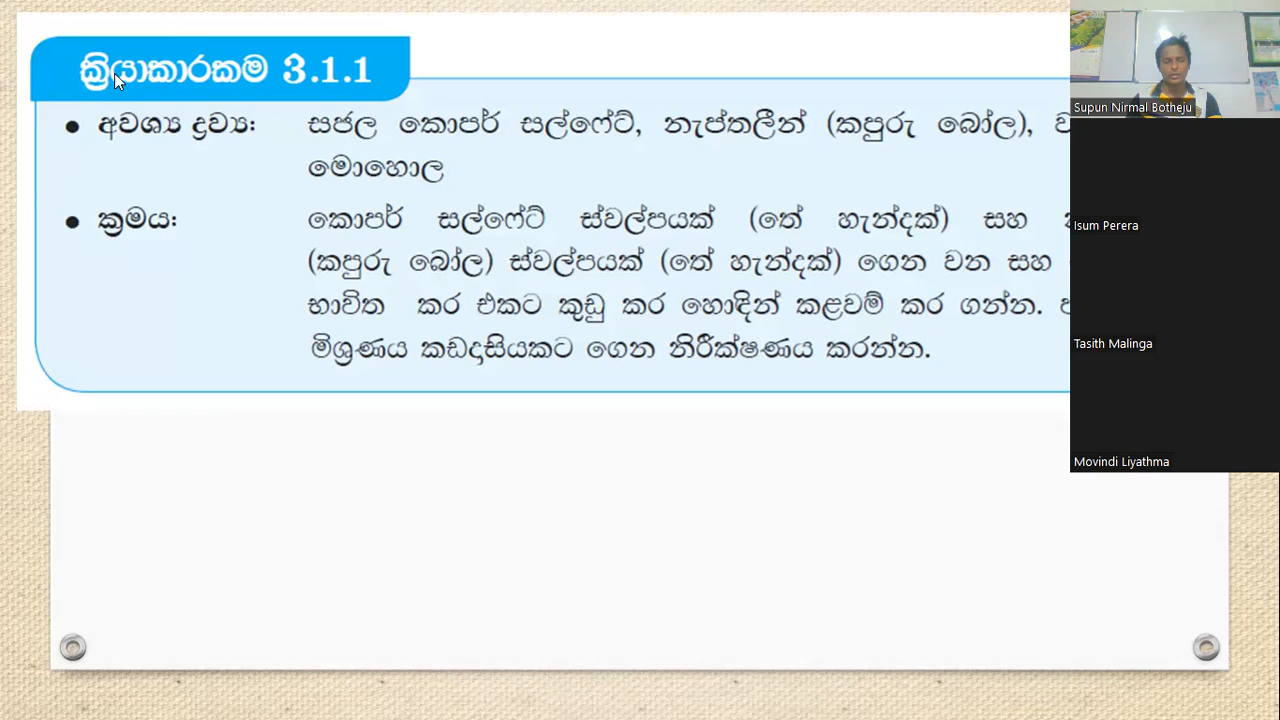 ක්‍රියාකාරකම 3.1.1
● අවශ්‍ය ද්‍රව්‍ය: සජල කොපර් සල්ෆේට්, නැප්තලීන් (කපුරු බෝල),
මොහොල
● ක්‍රමය: කොපර් සල්ෆේට් ස්වල්පයක් (තේ හැන්දක්) සහ
(කපුරු බෝල) ස්වල්පයක් (තේ හැන්දක්) ගෙන වන සහ
භාවිත කර එකට කුඩු කර හොඳින් කළවම් කර ගන්න.
මිශ්‍රණය කඩදාසියකට ගෙන නිරීක්ෂණය කරන්න.
Supun Nirmal Botheju
Isum Perera
Tasith Malinga
Movindi Liyathma